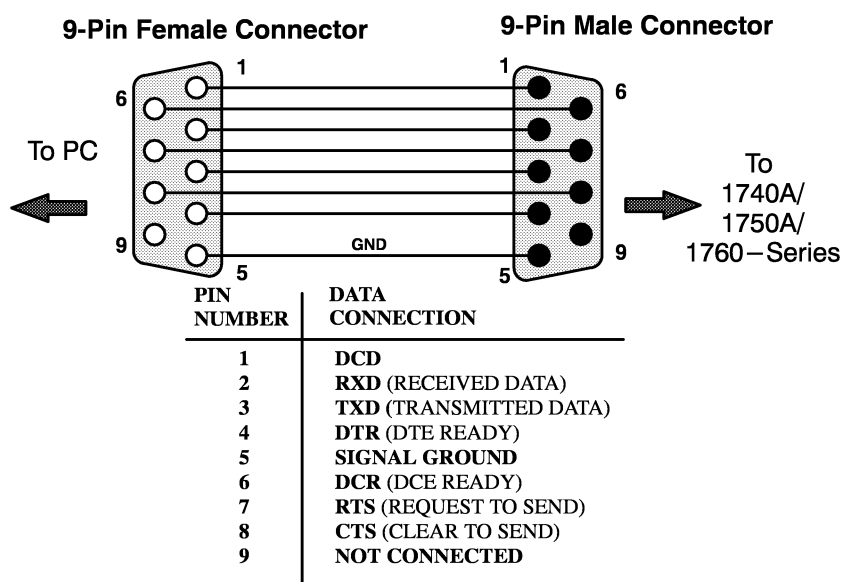 9-Pin Female Connector
9-Pin Male Connector
1
1
6
6
To PC
To
1740A/
1750A/
1760–Series
GND
9
9
5
5
PIN
NUMBER
DATA
CONNECTION
1 DCD
2 RXD (RECEIVED DATA)
3 TXD (TRANSMITTED DATA)
4 DTR (DTE READY)
5 SIGNAL GROUND
6 DCR (DCE READY)
7 RTS (REQUEST TO SEND)
8 CTS (CLEAR TO SEND)
9 NOT CONNECTED